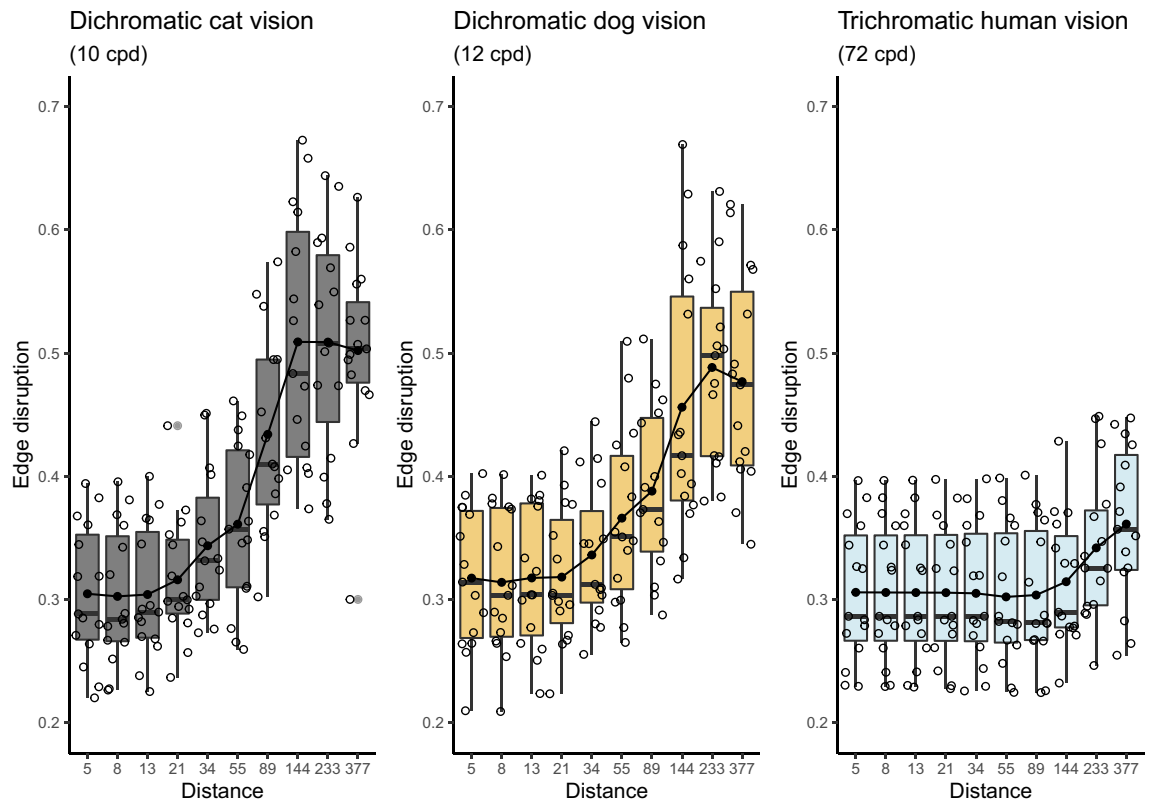 Dichromatic cat vision
(10 cpd)
Edge disruption
0.7
0.6
0.5
0.4
0.3
0.2
5 8 13 21 34 55 89 144 233 377
Distance
Dichromatic dog vision
(12 cpd)
Edge disruption
0.7
0.6
0.5
0.4
0.3
0.2
5 8 13 21 34 55 89 144 233 377
Distance
Trichromatic human vision
(72 cpd)
Edge disruption
0.7
0.6
0.5
0.4
0.3
0.2
5 8 13 21 34 55 89 144 233 377
Distance